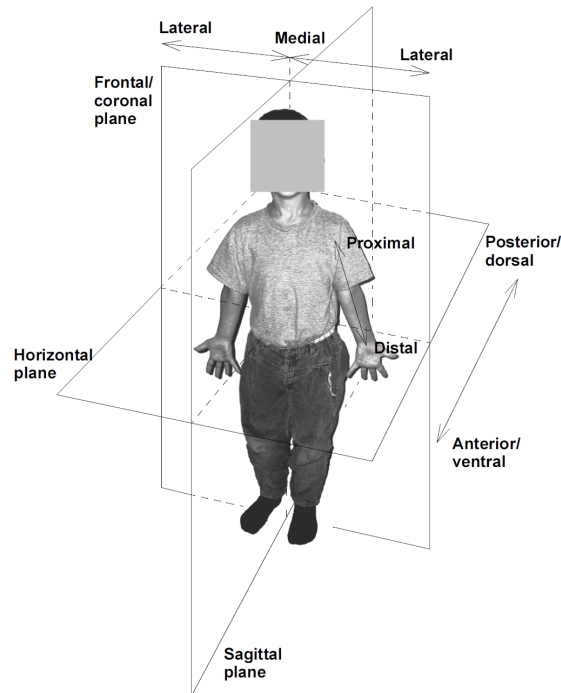 Lateral
Medial
Lateral
Frontal/
coronal
plane
Proximal
Posterior/
dorsal
Distal
Horizontal
plane
Anterior/
ventral
Sagittal
plane